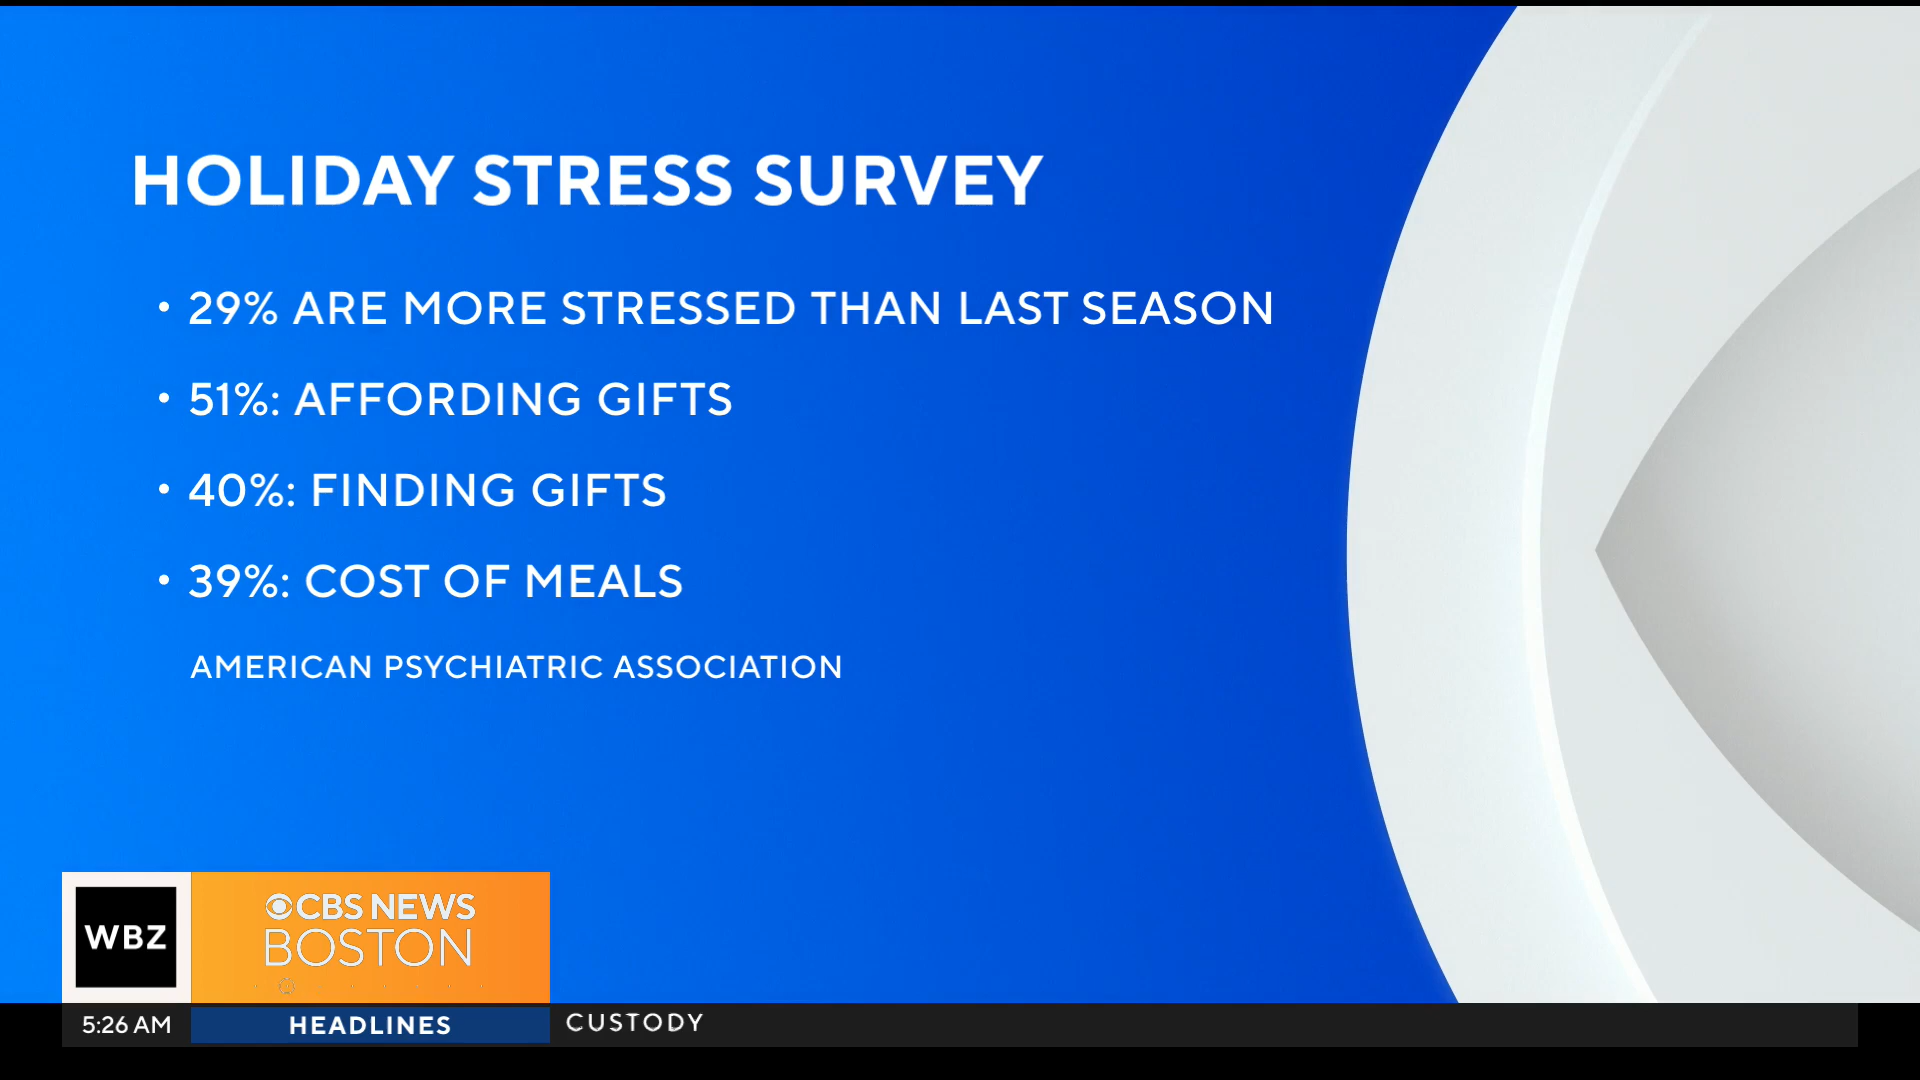 HOLIDAY STRESS SURVEY
• 29% ARE MORE STRESSED THAN LAST SEASON
• 51%: AFFORDING GIFTS
• 40%: FINDING GIFTS
• 39%: COST OF MEALS
AMERICAN PSYCHIATRIC ASSOCIATION
WBZ
CBS NEWS
BOSTON
5:26 AM
HEADLINES
CUSTODY